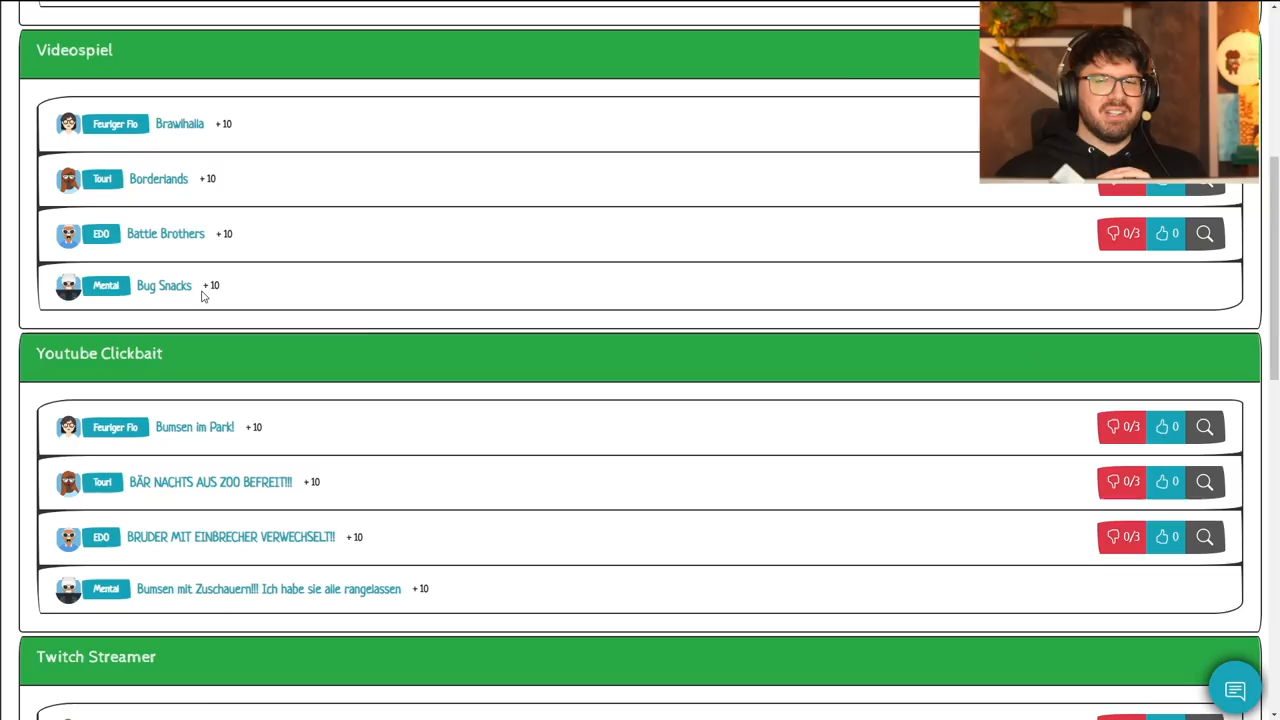 Videospiel
Feuriger Flo Brawlhalla +10
Touri Borderlands +10
EDO Battle Brothers +10 0/3 0
Mental Bug Snacks +10
Youtube Clickbait
Feuriger Flo Bumsen im Park! +10 0/3 0
Touri BÄR NACHTS AUS ZOO BEFREIT!!! +10 0/3 0
EDO BRUDER MIT EINBRECHER VERWECHSELT!! +10 0/3 0
Mental Bumsen mit Zuschauern!!! Ich habe sie alle rangelassen +10
Twitch Streamer